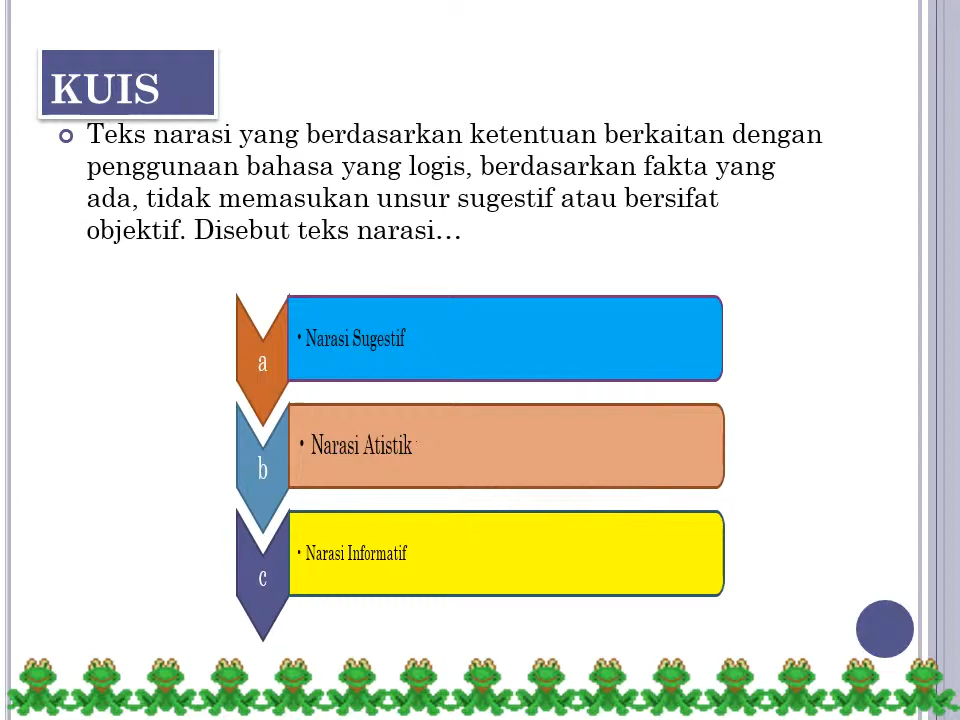 KUIS
Teks narasi yang berdasarkan ketentuan berkaitan dengan
penggunaan bahasa yang logis, berdasarkan fakta yang
ada, tidak memasukan unsur sugestif atau bersifat
objektif. Disebut teks narasi…
a
• Narasi Sugestif
b
• Narasi Atistik
c
• Narasi Informatif